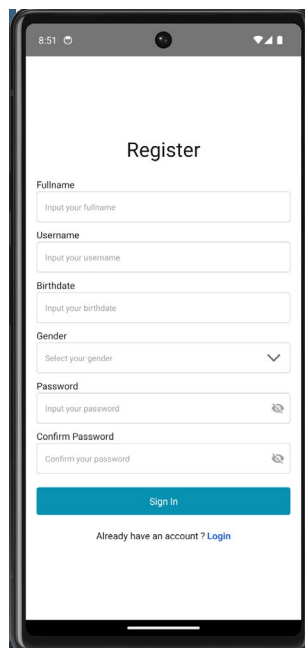 8:51
Register
Fullname
Input your fullname
Username
Input your username
Birthdate
Input your birthdate
Gender
Select your gender
Password
Input your password
Confirm Password
Confirm your password
Sign In
Already have an account ? Login